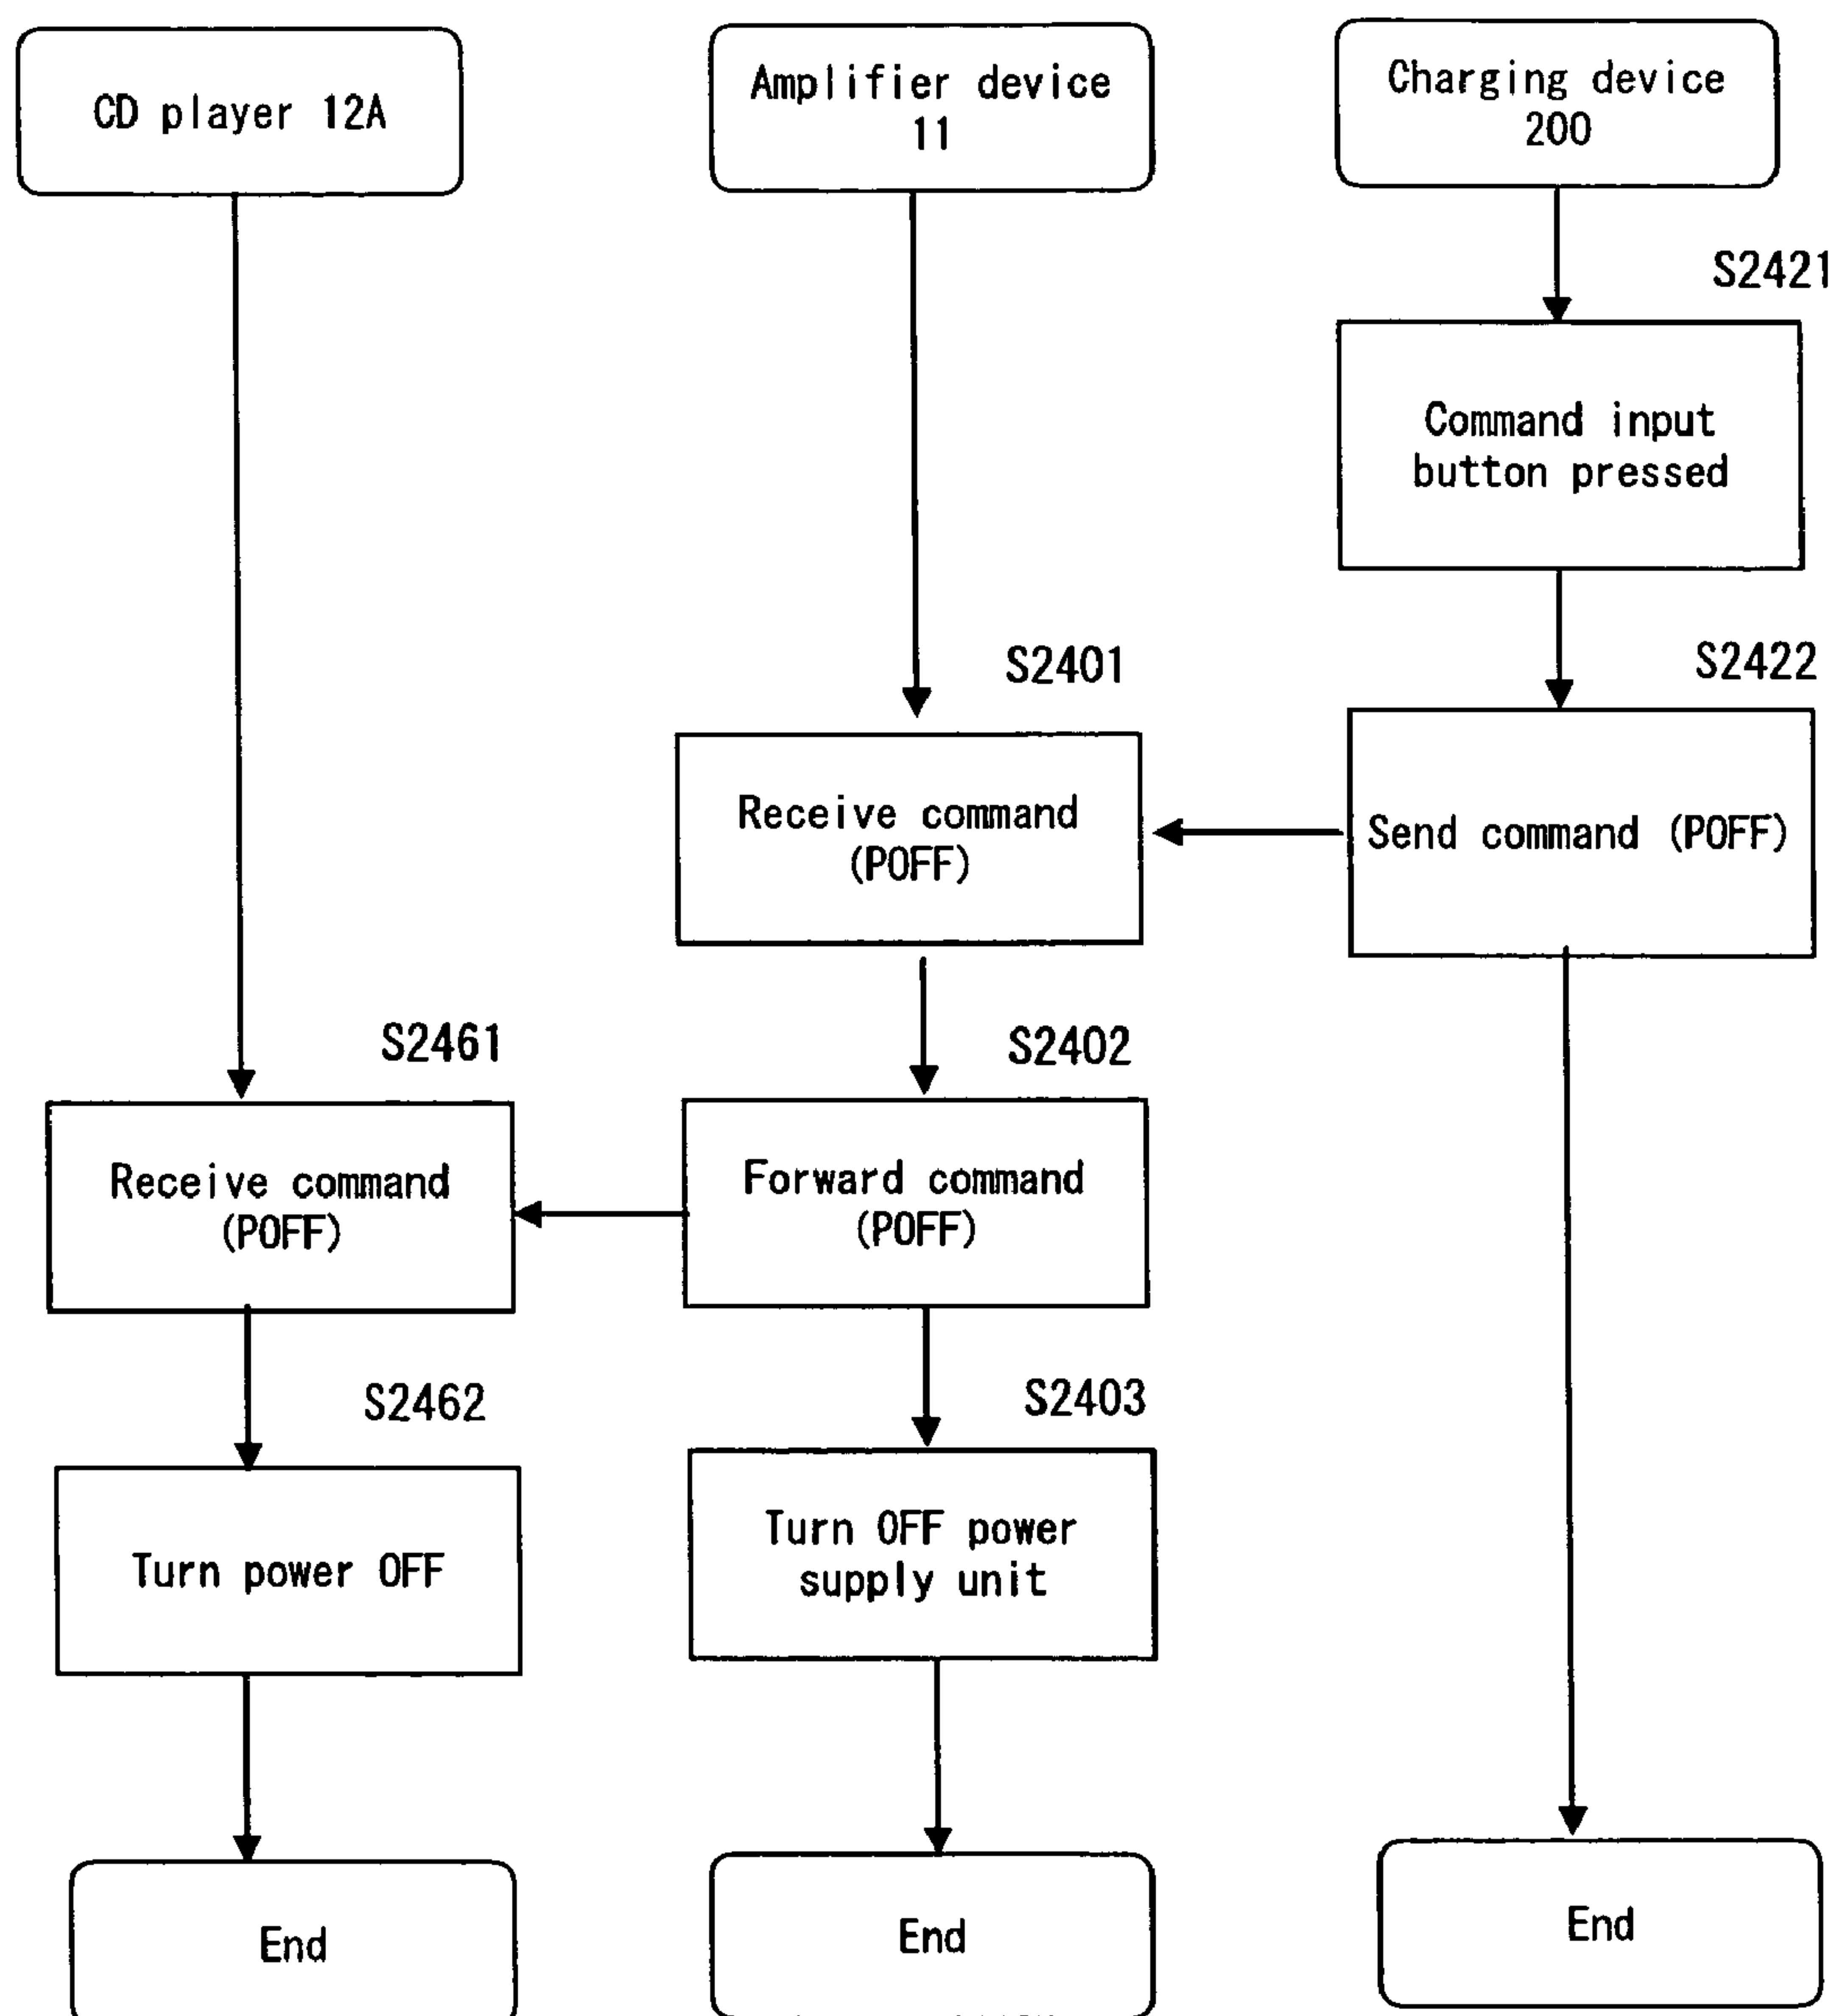 CD player 12A
Amplifier device
11
Charging device
200
S2421
Command input
button pressed
S2401
S2422
Receive command
(POFF)
Send command (POFF)
S2461
S2402
Receive command
(POFF)
Forward command
(POFF)
S2462
S2403
Turn power OFF
Turn OFF power
supply unit
End
End
End